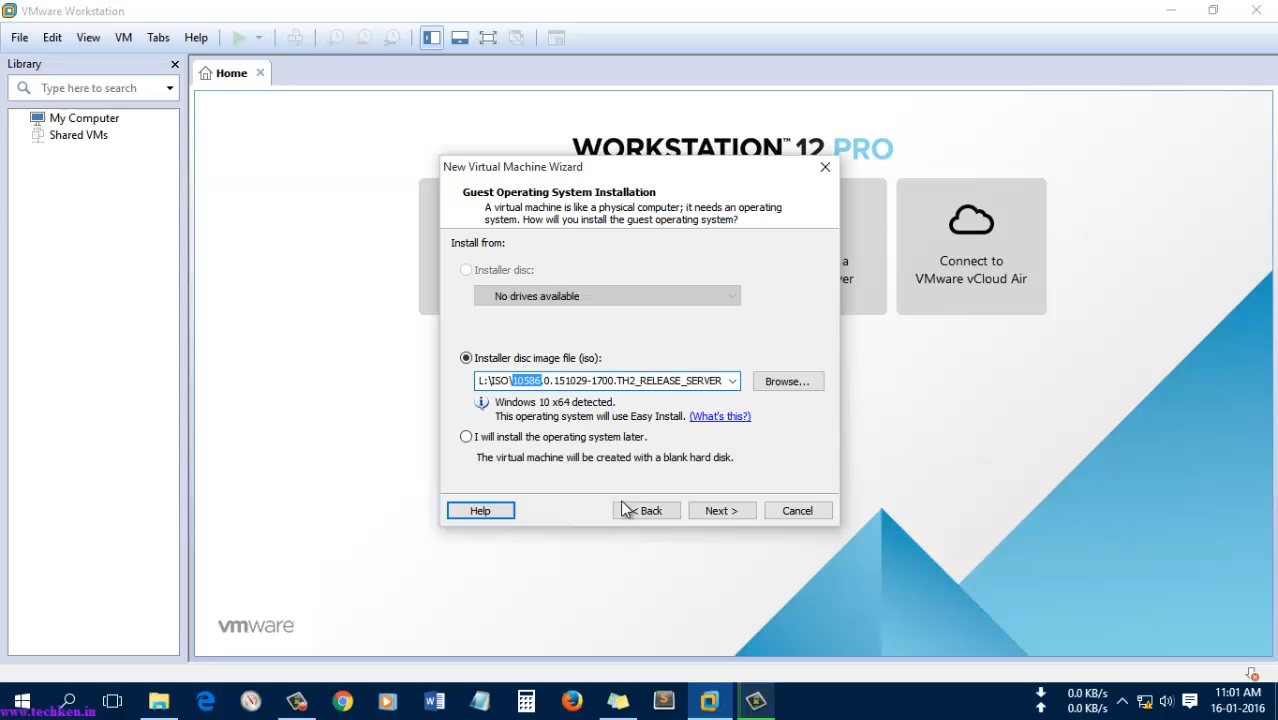 VMware Workstation
File Edit View VM Tabs Help
Library
Type here to search
My Computer
Shared VMs
Home
WORKSTATION™ 12 PRO
New Virtual Machine Wizard
Guest Operating System Installation
A virtual machine is like a physical computer; it needs an operating
system. How will you install the guest operating system?
Install from:
Installer disc:
No drives available
Installer disc image file (iso):
L:\ISO\10586.0.151029-1700.TH2_RELEASE_SERVER
Browse...
Windows 10 x64 detected.
This operating system will use Easy Install. (What's this?)
I will install the operating system later.
The virtual machine will be created with a blank hard disk.
Help
< Back
Next >
Cancel
a
ver
Connect to
VMware vCloud Air
vmware
0.0 KB/s
0.0 KB/s
11:01 AM
16-01-2016
www.techken.in